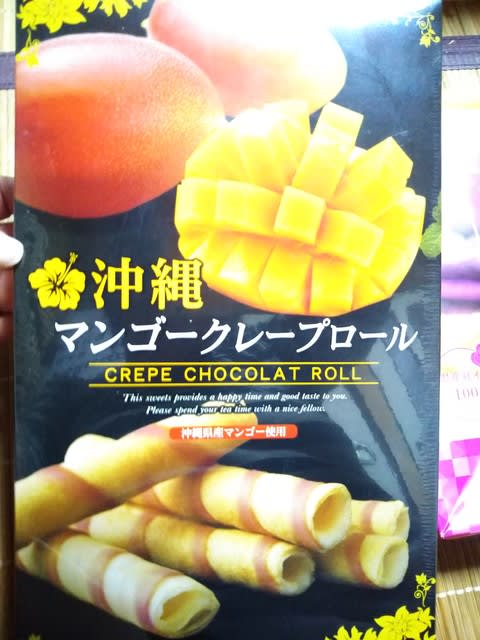 沖縄
マンゴークレープロール
CREPE CHOCOLAT ROLL
This sweets provides a happy time and good taste to you.
Please spend your tea time with a nice fellow.
沖縄県産マンゴー使用
100